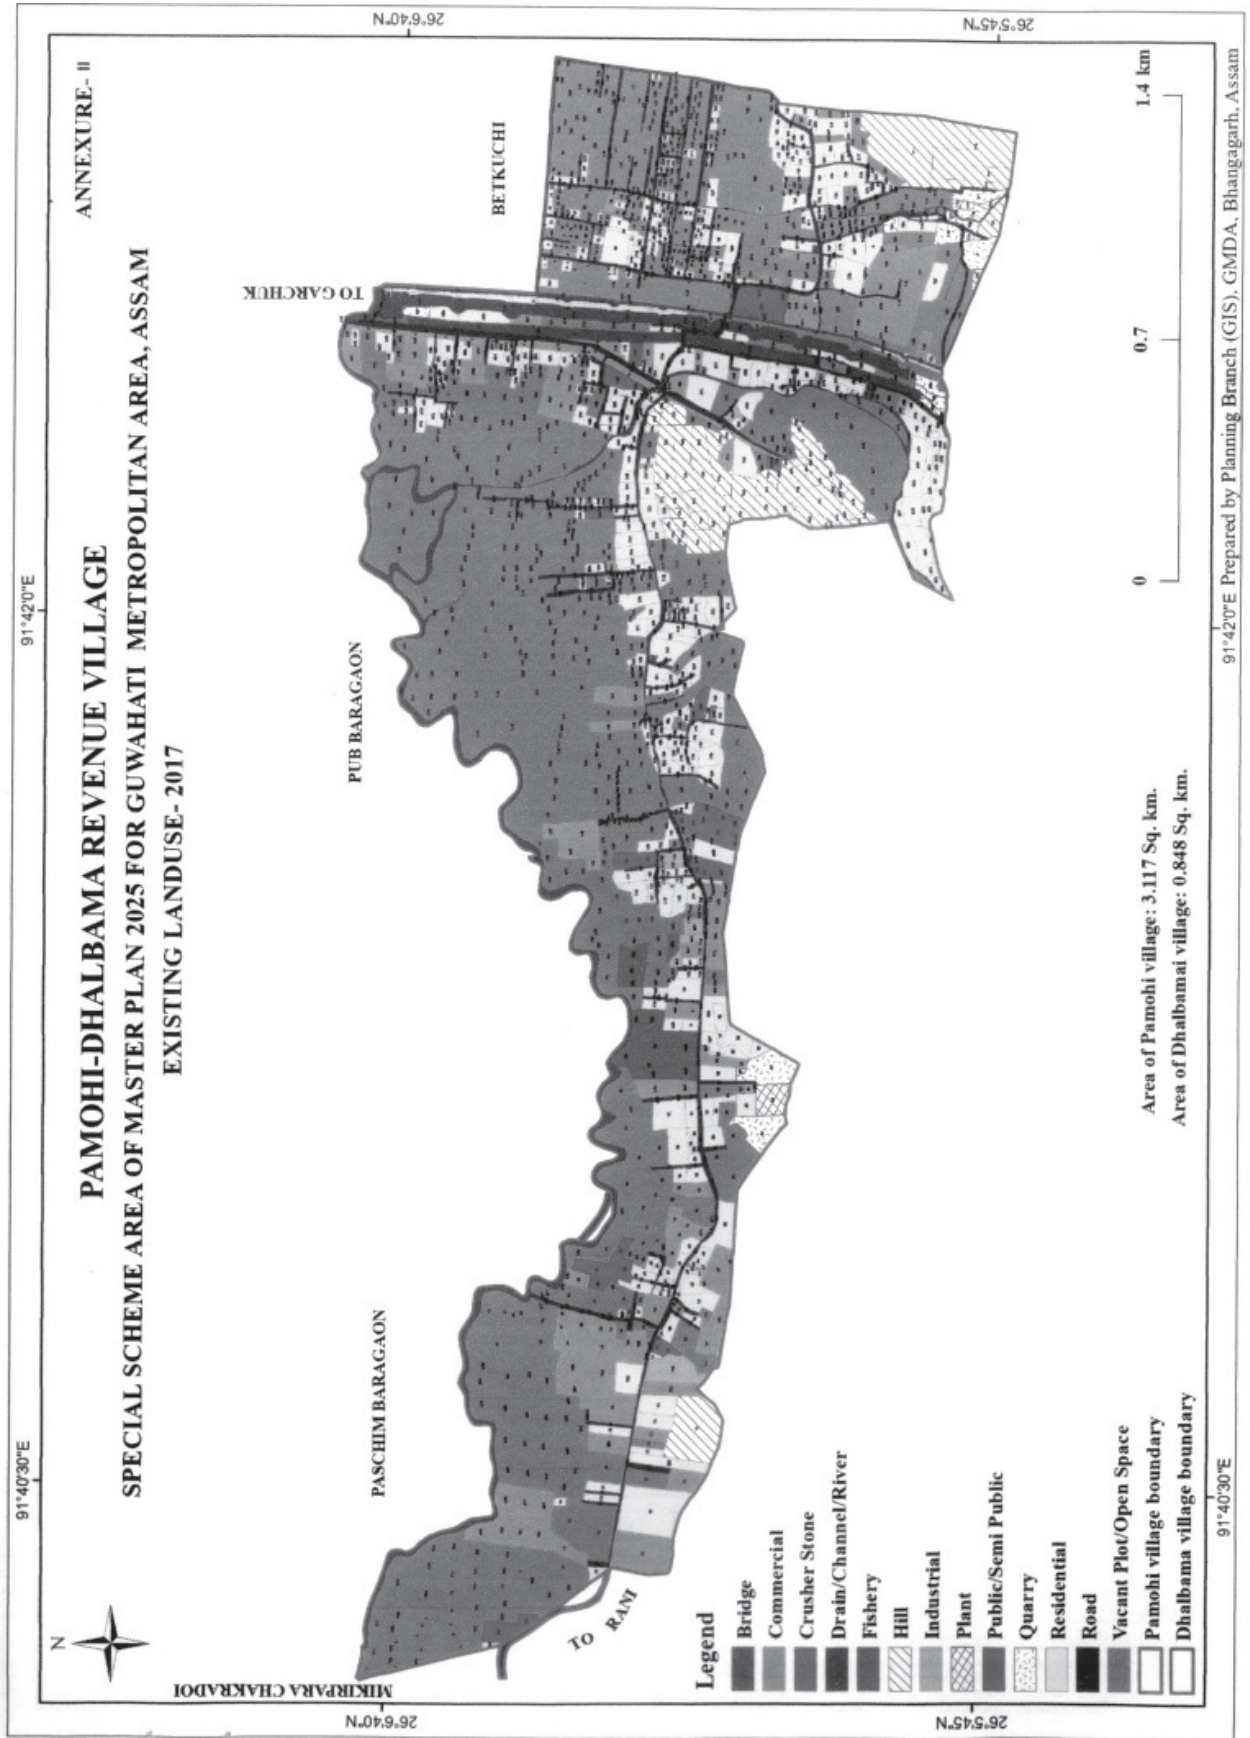 ANNEXURE- II
PAMOHI-DHALBAMA REVENUE VILLAGE
SPECIAL SCHEME AREA OF MASTER PLAN 2025 FOR GUWAHATI METROPOLITAN AREA, ASSAM
EXISTING LANDUSE- 2017
91°40'30"E
91°42'0"E
26°6'40"N
26°6'40"N
26°5'45"N
26°5'45"N
N
MIKIRPARA CHAKRADOI
PASCHIM BARAGAON
PUB BARAGAON
TO GARCHUK
BETKUCHI
TO RANI
Legend
Bridge
Commercial
Crusher Stone
Drain/Channel/River
Fishery
Hill
Industrial
Plant
Public/Semi Public
Quarry
Residential
Road
Vacant Plot/Open Space
Pamohi village boundary
Dhalbama village boundary
Area of Pamohi village: 3.117 Sq. km.
Area of Dhalbamai village: 0.848 Sq. km.
0 0.7 1.4 km
91°40'30"E
91°42'0"E
Prepared by Planning Branch (GIS), GMDA, Bhangagarh, Assam